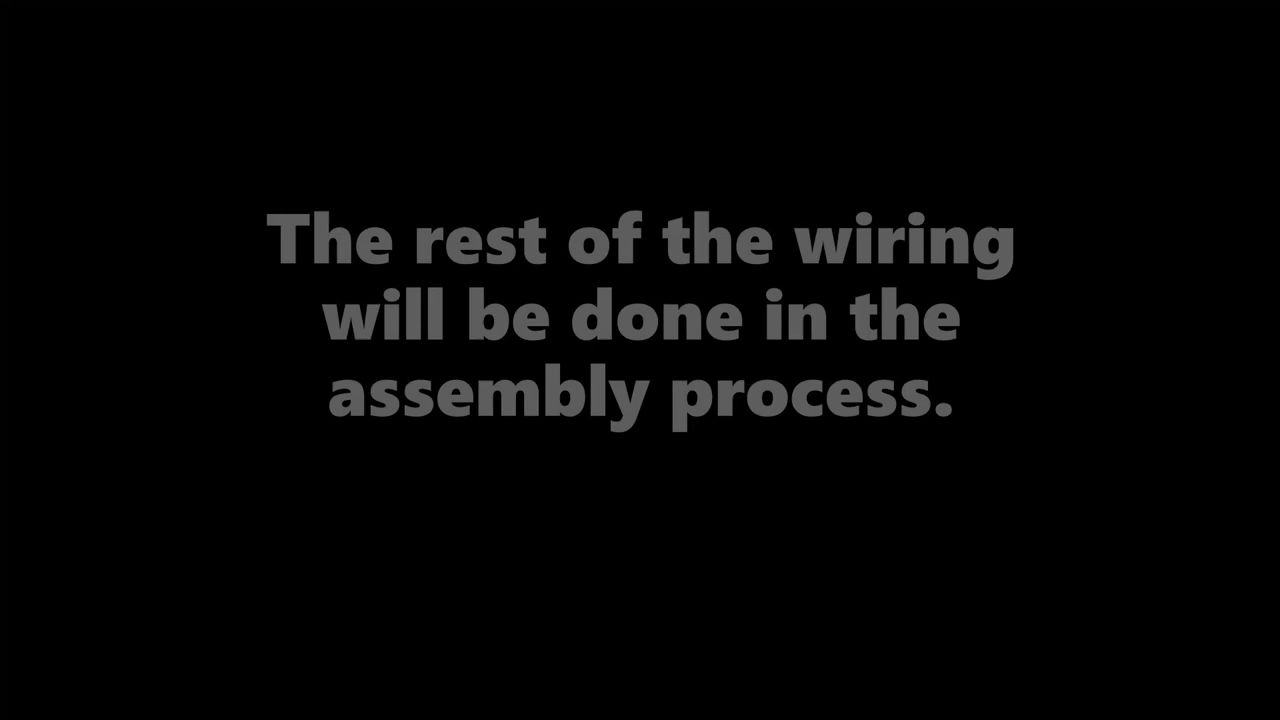 The rest of the wiring
will be done in the
assembly process.